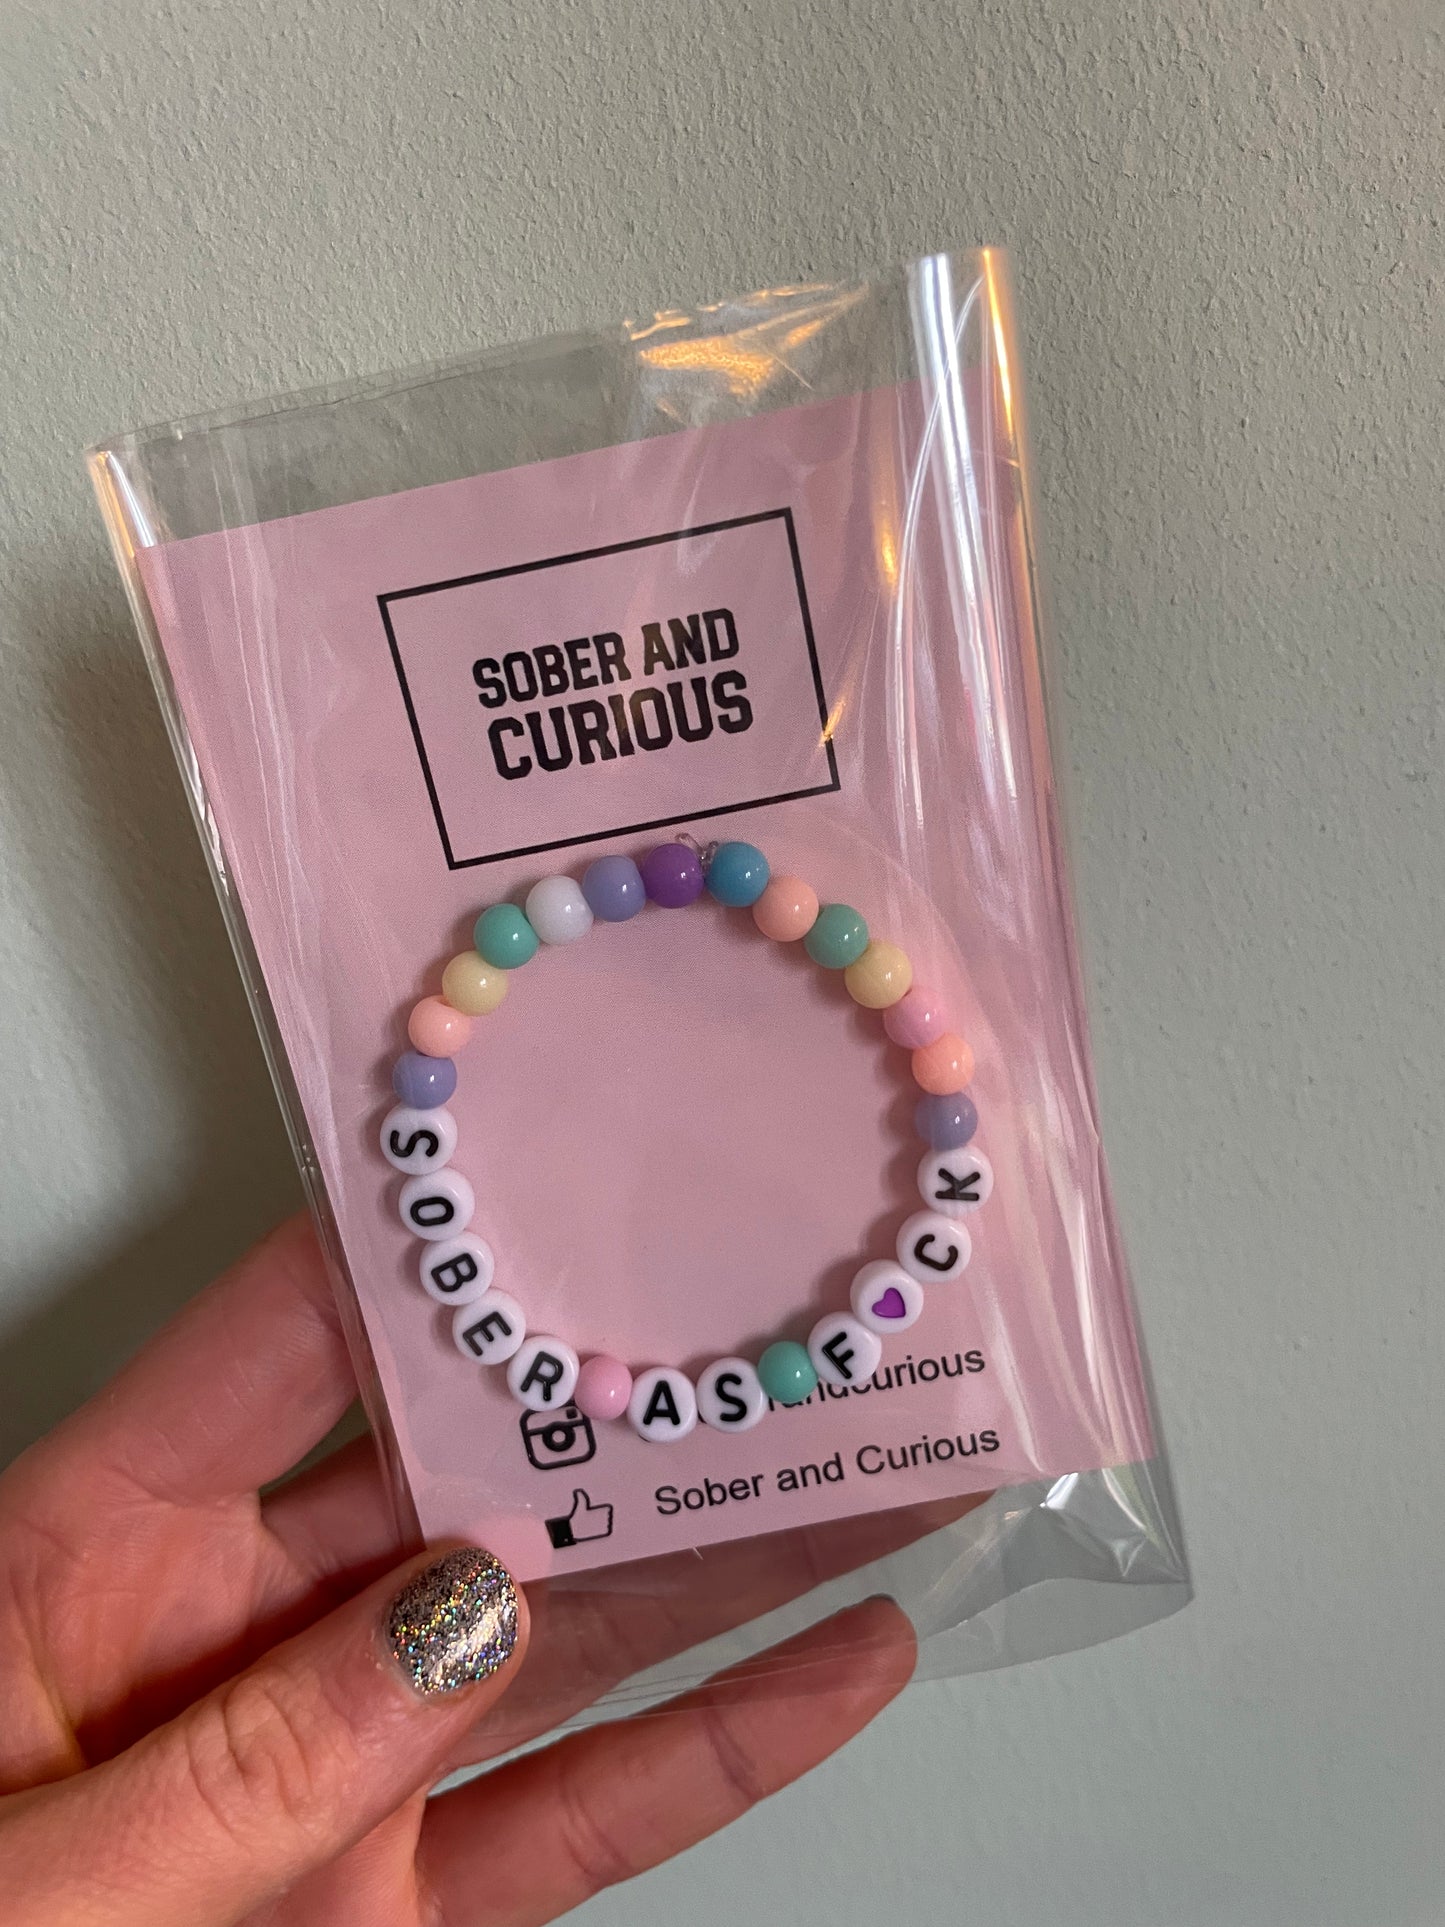 SOBER AND
CURIOUS
SOBER AS F💜CK
Sober and Curious